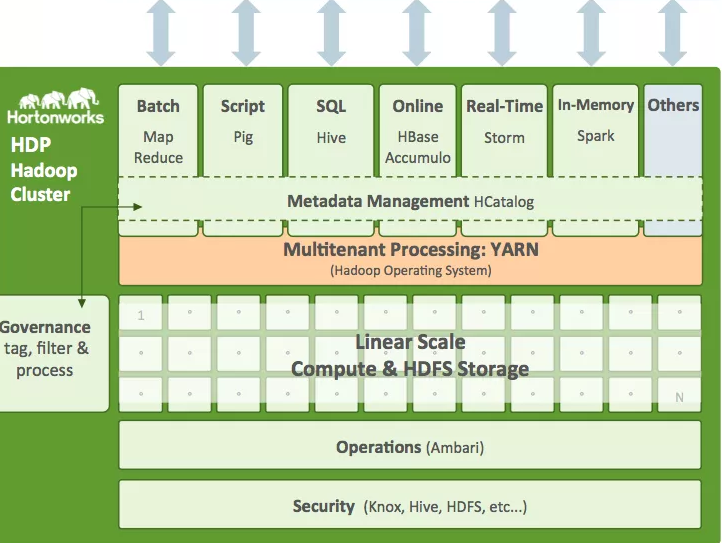 Hortonworks
HDP
Hadoop
Cluster
Batch
Map
Reduce
Script
Pig
SQL
Hive
Online
HBase
Accumulo
Real-Time
Storm
In-Memory
Spark
Others
Metadata Management HCatalog
Multitenant Processing: YARN
(Hadoop Operating System)
Governance
tag, filter &
process
1
Linear Scale
Compute & HDFS Storage
N
Operations (Ambari)
Security (Knox, Hive, HDFS, etc...)